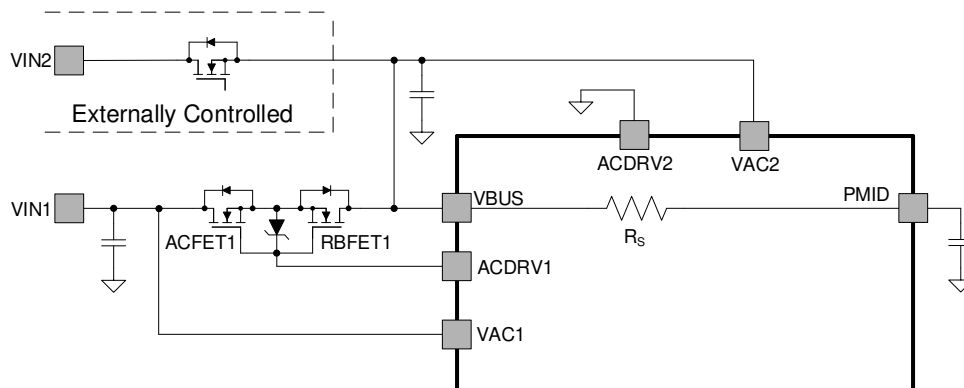 VIN2
Externally Controlled
ACDRV2
VAC2
VIN1
VBUS
PMID
ACFET1
RBFET1
RS
ACDRV1
VAC1